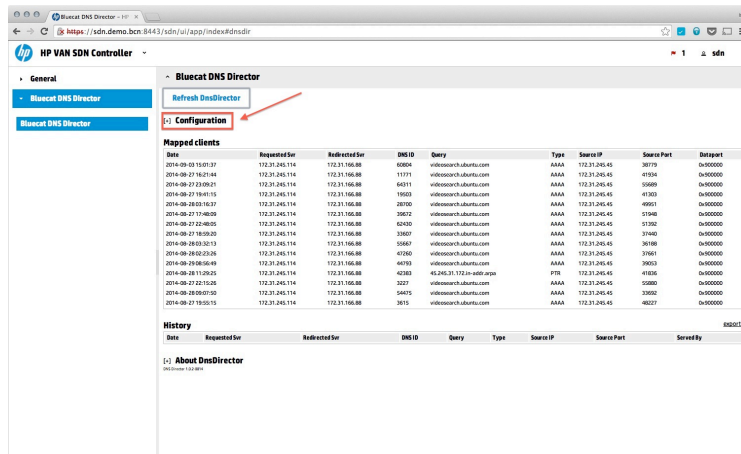 Bluecat DNS Director – HP
https://sdn.demo.bcn:8443/sdn/ui/app/index#dnsdir
hp HP VAN SDN Controller 1 sdn
General
Bluecat DNS Director
Bluecat DNS Director
Bluecat DNS Director
Refresh DnsDirector
[+] Configuration
Mapped clients
Date Requested Svr Redirected Svr DNS ID Query Type Source IP Source Port Dataport
2014-09-03 15:01:37 172.31.245.114 172.31.166.88 60804 videosearch.ubuntu.com AAAA 172.31.245.45 38779 0x900000
2014-08-27 16:21:44 172.31.245.114 172.31.166.88 11771 videosearch.ubuntu.com AAAA 172.31.245.45 41934 0x900000
2014-08-27 23:09:21 172.31.245.114 172.31.166.88 64311 videosearch.ubuntu.com AAAA 172.31.245.45 55689 0x900000
2014-08-27 19:41:15 172.31.245.114 172.31.166.88 19503 videosearch.ubuntu.com AAAA 172.31.245.45 41303 0x900000
2014-08-28 03:16:37 172.31.245.114 172.31.166.88 28700 videosearch.ubuntu.com AAAA 172.31.245.45 49951 0x900000
2014-08-27 17:48:09 172.31.245.114 172.31.166.88 39672 videosearch.ubuntu.com AAAA 172.31.245.45 51948 0x900000
2014-08-27 22:48:05 172.31.245.114 172.31.166.88 62430 videosearch.ubuntu.com AAAA 172.31.245.45 51392 0x900000
2014-08-27 18:59:20 172.31.245.114 172.31.166.88 33607 videosearch.ubuntu.com AAAA 172.31.245.45 37440 0x900000
2014-08-28 03:32:13 172.31.245.114 172.31.166.88 55667 videosearch.ubuntu.com AAAA 172.31.245.45 36188 0x900000
2014-08-28 02:23:26 172.31.245.114 172.31.166.88 47260 videosearch.ubuntu.com AAAA 172.31.245.45 37661 0x900000
2014-08-29 08:56:49 172.31.245.114 172.31.166.88 44793 videosearch.ubuntu.com AAAA 172.31.245.45 39053 0x900000
2014-08-28 11:29:25 172.31.245.114 172.31.166.88 42383 45.245.31.172.in-addr.arpa PTR 172.31.245.45 41836 0x900000
2014-08-27 22:15:26 172.31.245.114 172.31.166.88 3227 videosearch.ubuntu.com AAAA 172.31.245.45 55880 0x900000
2014-08-28 09:07:50 172.31.245.114 172.31.166.88 54475 videosearch.ubuntu.com AAAA 172.31.245.45 33692 0x900000
2014-08-27 19:55:15 172.31.245.114 172.31.166.88 3615 videosearch.ubuntu.com AAAA 172.31.245.45 48227 0x900000
History export
Date Requested Svr Redirected Svr DNS ID Query Type Source IP Source Port Served By
[+] About DnsDirector